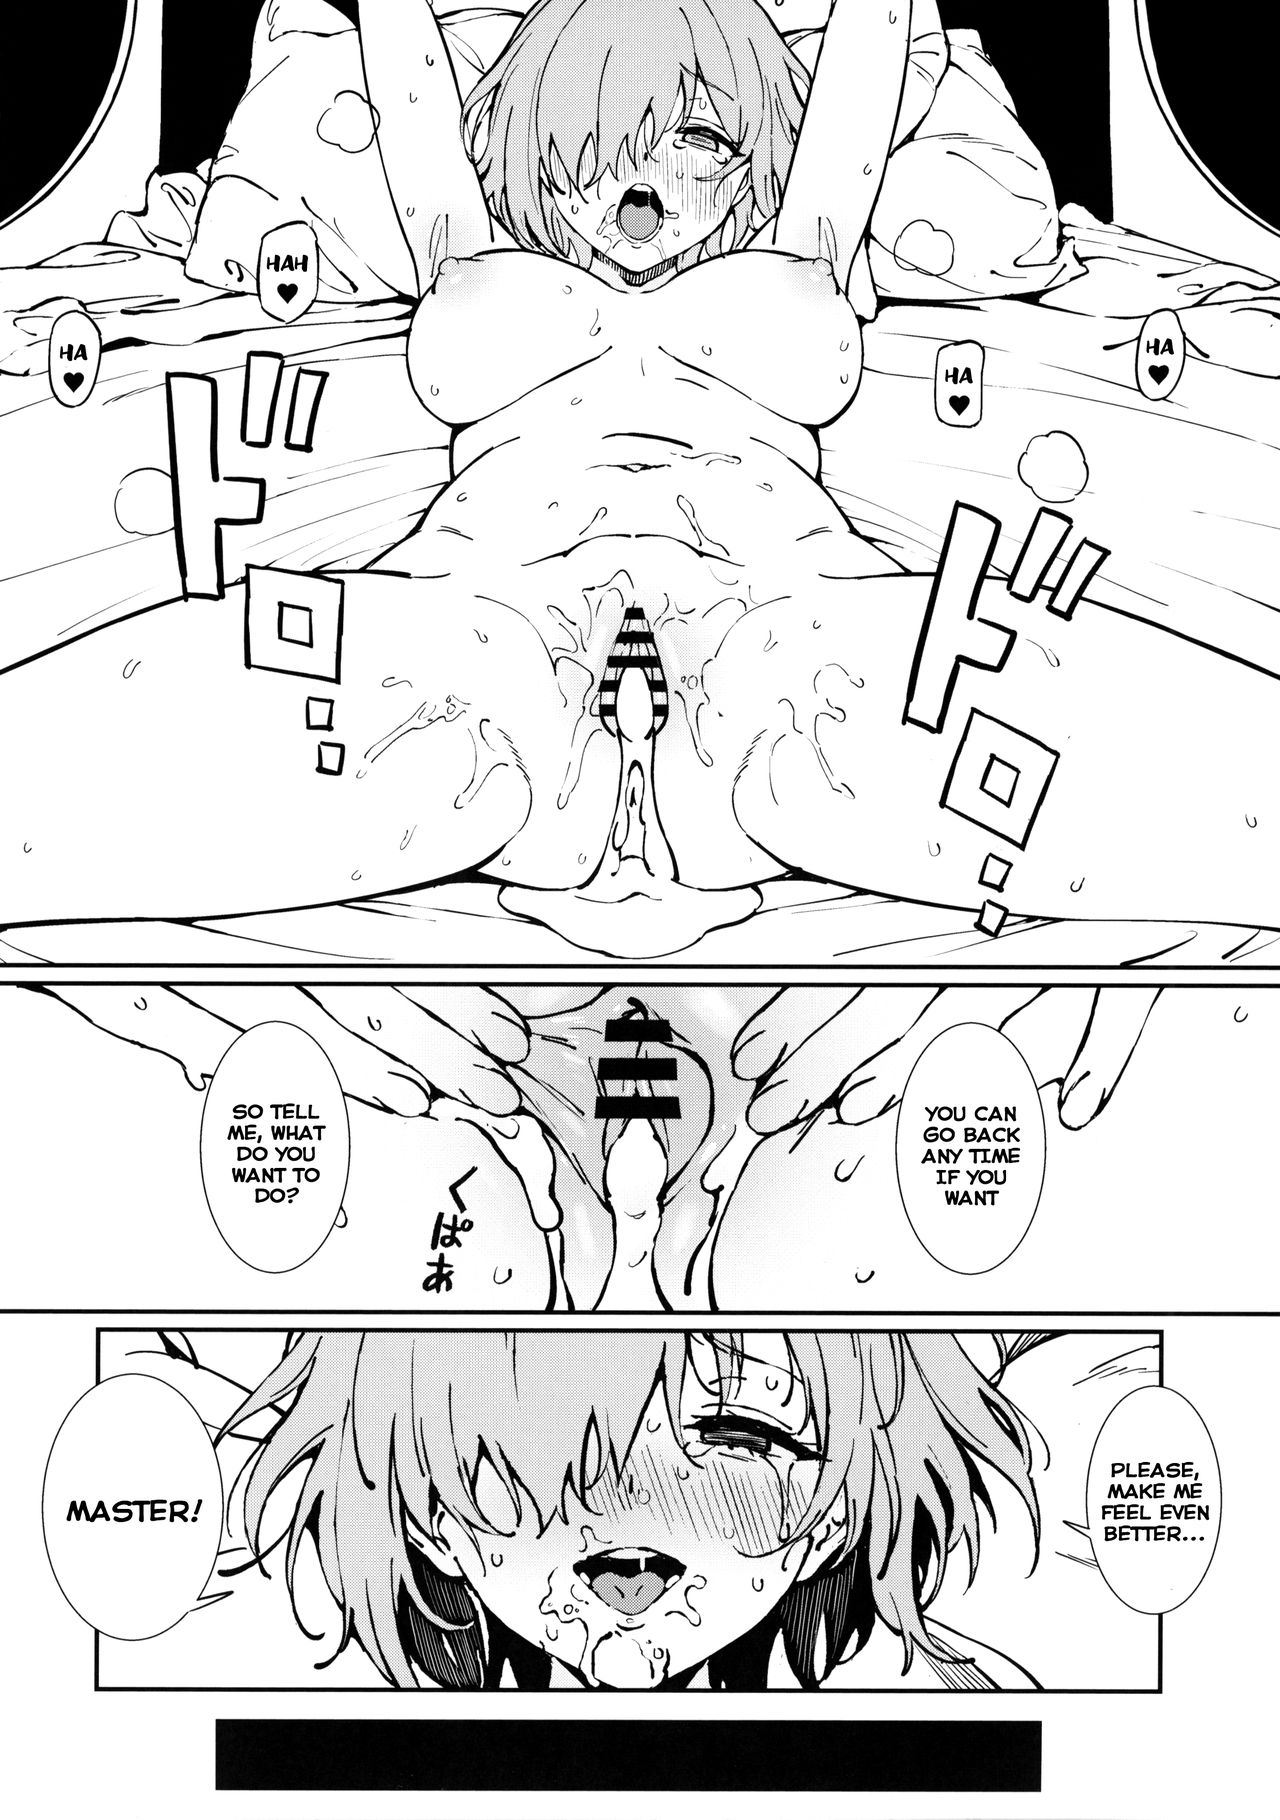 HA
♥
HA
♥
HAH
♥
HA
♥
ドロ
ドロ
YOU CAN
GO BACK
ANY TIME
IF YOU
WANT
SO TELL
ME, WHAT
DO YOU
WANT TO
DO?
くぱぁ
PLEASE,
MAKE ME
FEEL EVEN
BETTER...
MASTER!